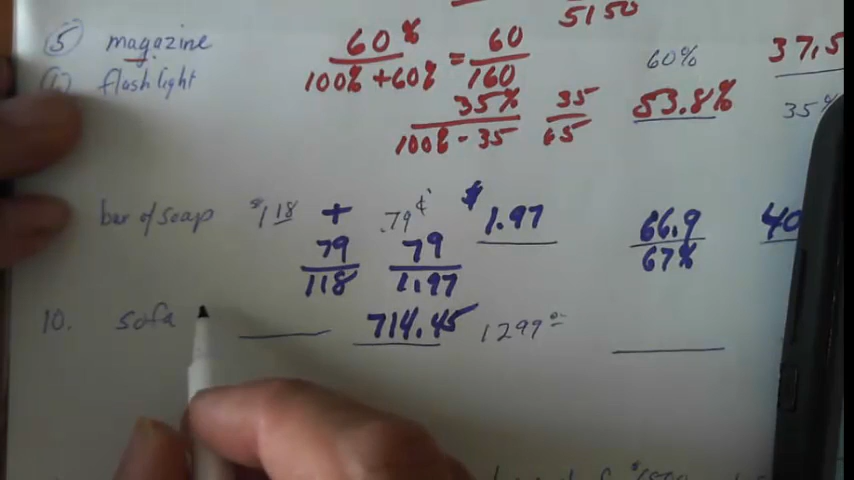 5150
5 magazine 60% / 100% + 60% = 60 / 160 60% 37.5
flashlight 35% / 100% - 35 35 / 65 53.8% 35%
bar of soap $1.18 + .79¢ $1.97 66.9 40
79 / 118 79 / 1.97 67%
10. sofa 714.45 1297